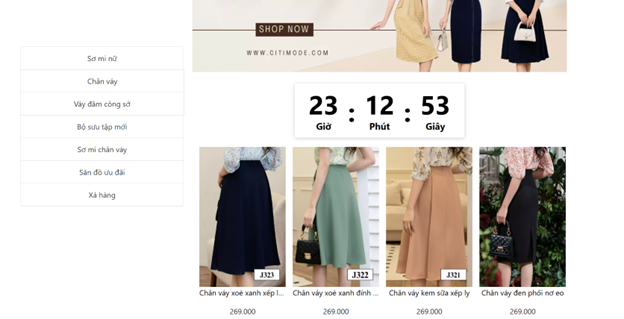 SHOP NOW
WWW.CITIMODE.COM
Sơ mi nữ
Chân váy
Váy đầm công sở
Bộ sưu tập mới
Sơ mi chân váy
Săn đồ ưu đãi
Xả hàng
23 : 12 : 53
Giờ Phút Giây
J323 J322 J321
Chân váy xoè xanh xếp l... Chân váy xoè xanh đính ... Chân váy kem sữa xếp ly Chân váy đen phối nơ eo
269.000 269.000 269.000 269.000